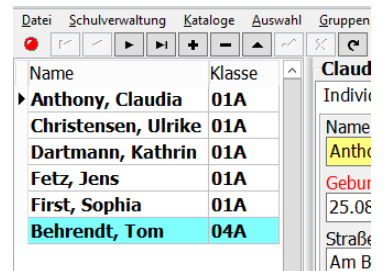 Datei Schulverwaltung Kataloge Auswahl Gruppen
Name Klasse
Anthony, Claudia 01A
Christensen, Ulrike 01A
Dartmann, Kathrin 01A
Fetz, Jens 01A
First, Sophia 01A
Behrendt, Tom 04A
Claud
Individ
Name
Antho
Gebur
25.08
Straße
Am B